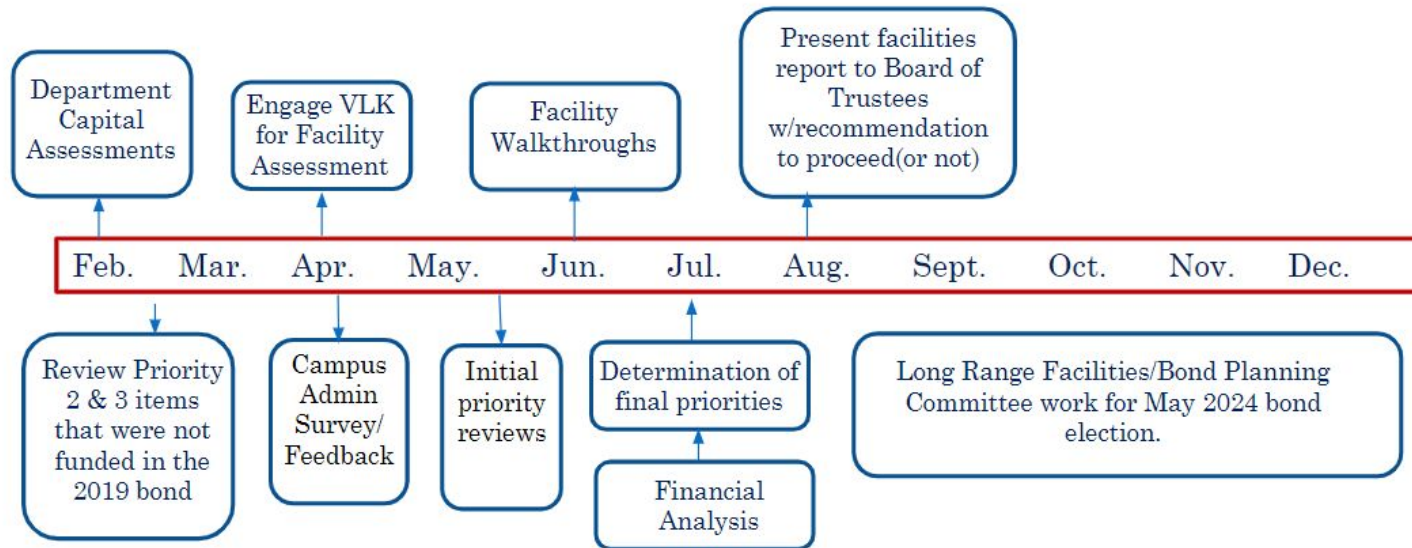 Department
Capital
Assessments
Engage VLK
for Facility
Assessment
Facility
Walkthroughs
Present facilities
report to Board of
Trustees
w/recommendation
to proceed(or not)
Feb. Mar. Apr. May. Jun. Jul. Aug. Sept. Oct. Nov. Dec.
Review Priority
2 & 3 items
that were not
funded in the
2019 bond
Campus
Admin
Survey/
Feedback
Initial
priority
reviews
Determination of
final priorities
Financial
Analysis
Long Range Facilities/Bond Planning
Committee work for May 2024 bond
election.